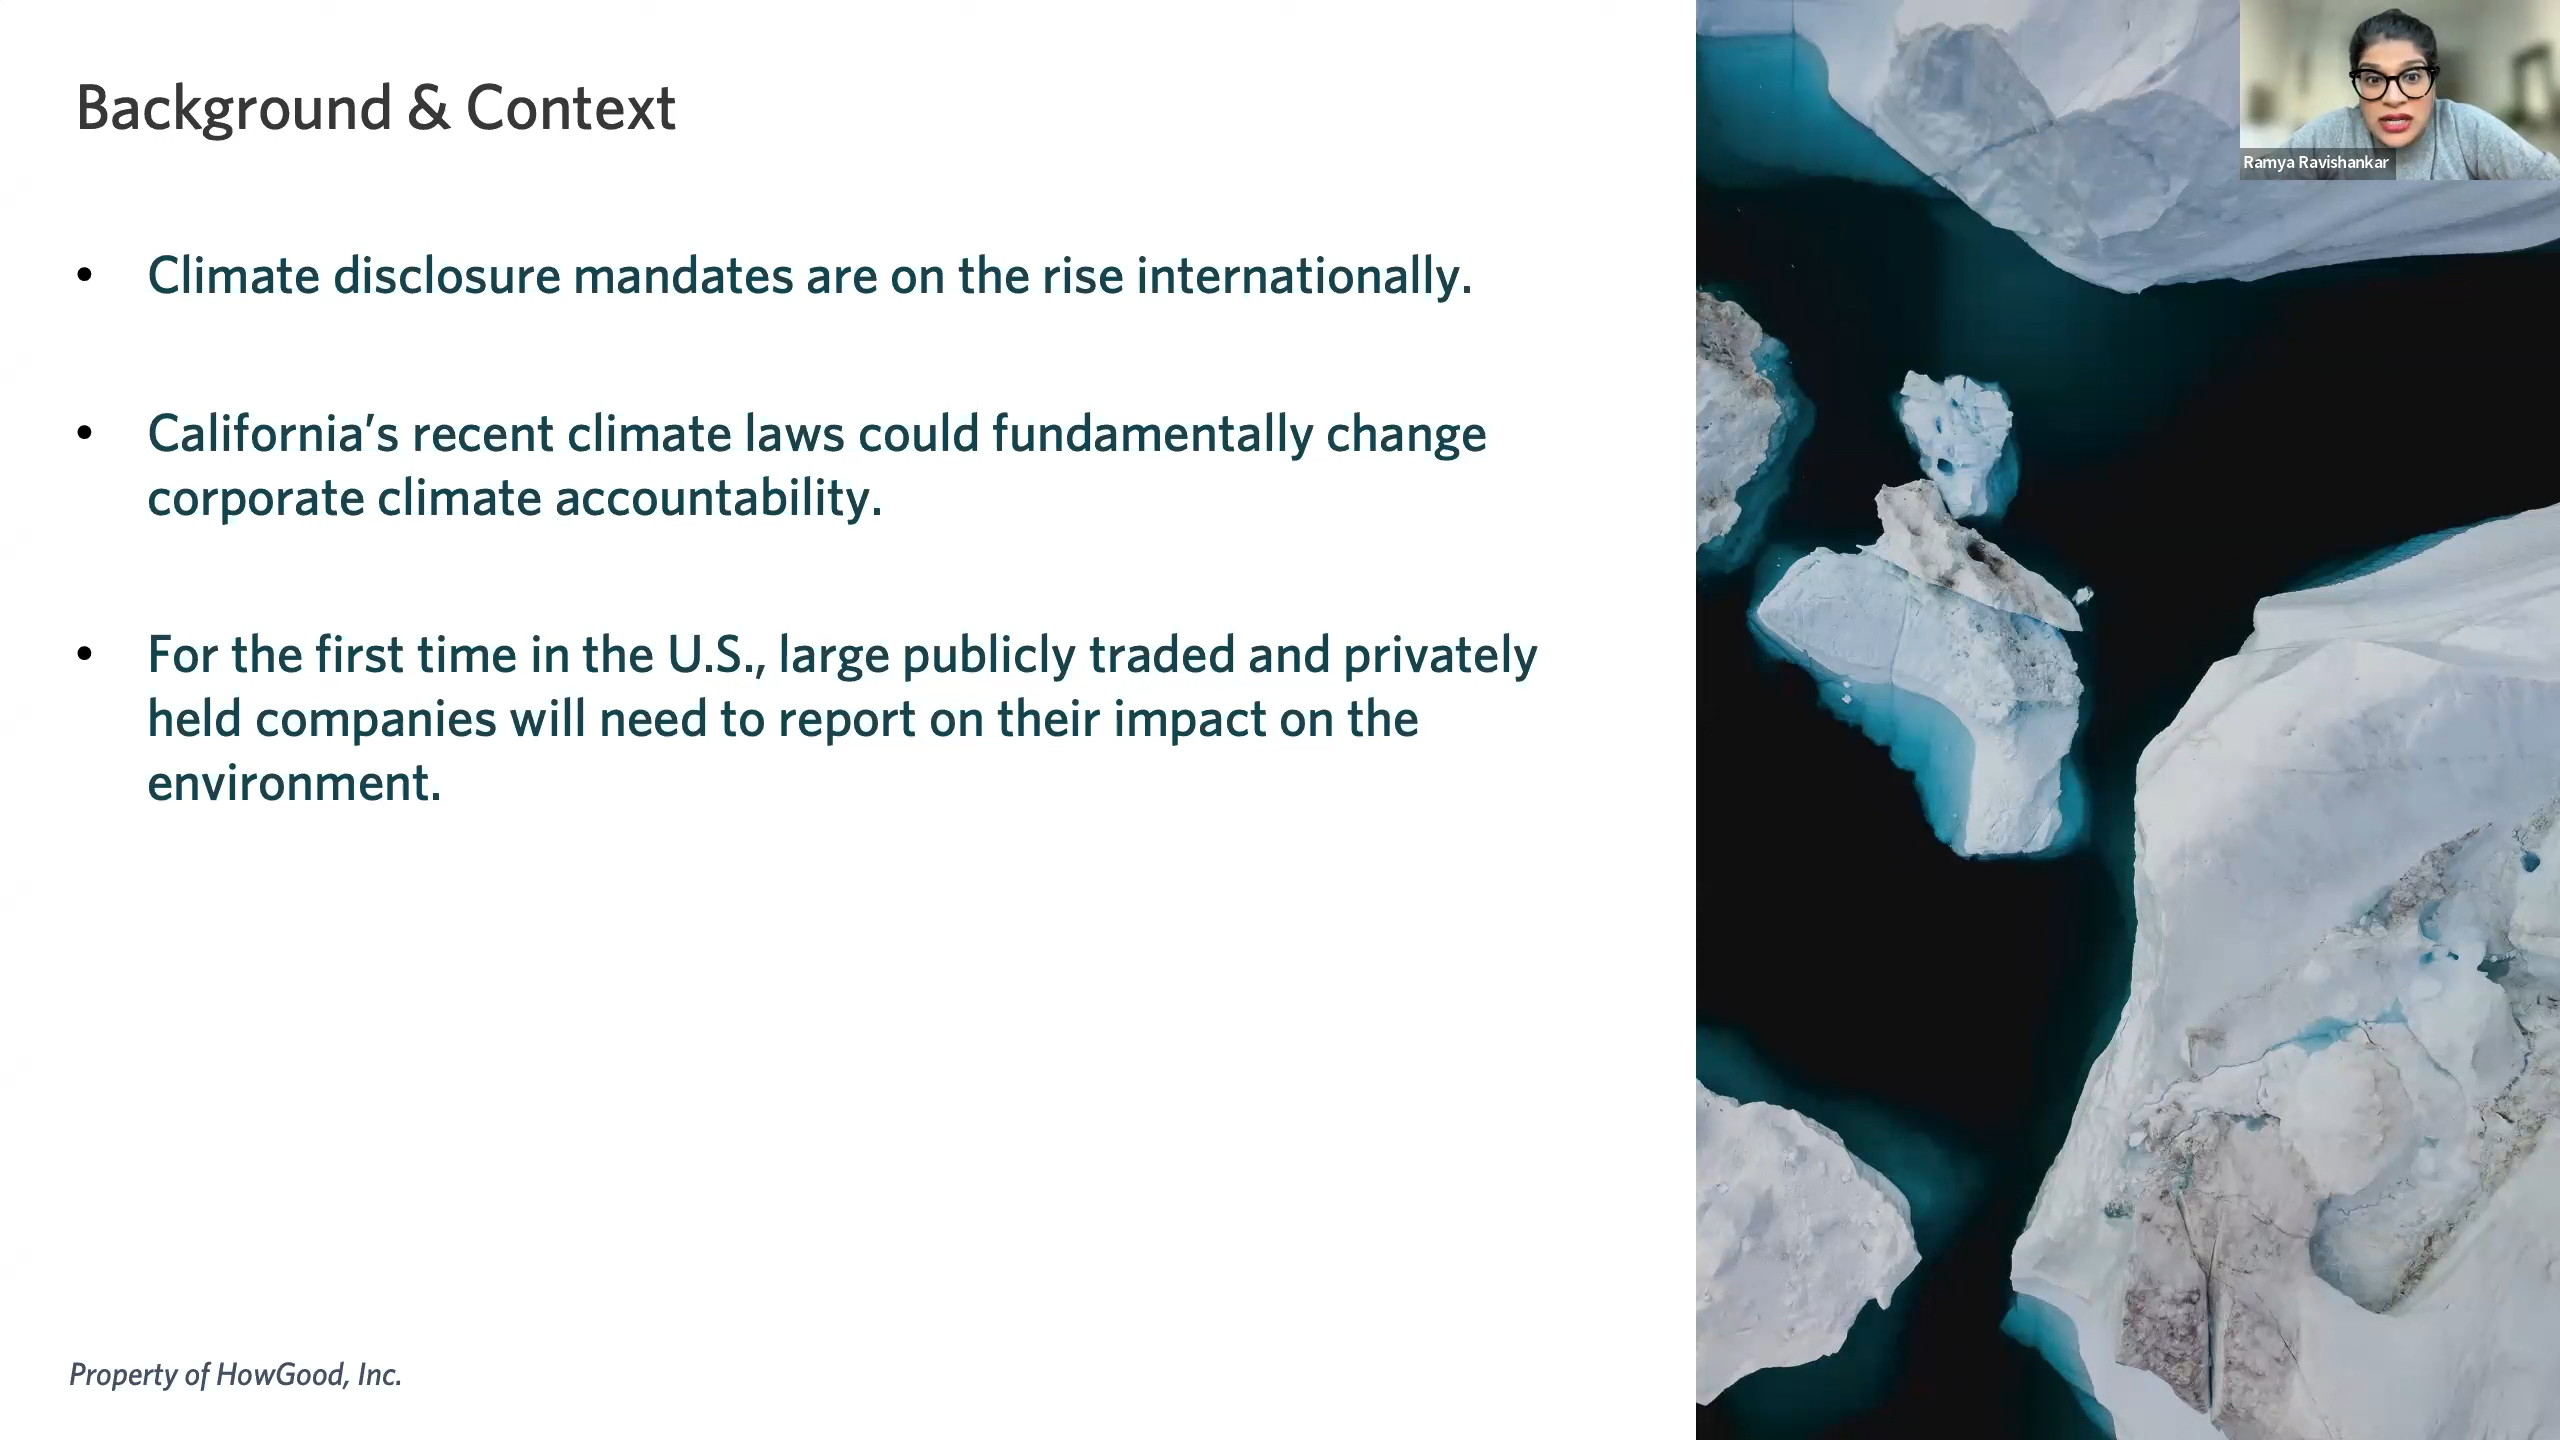 Background & Context
Ramya Ravishankar
• Climate disclosure mandates are on the rise internationally.
• California’s recent climate laws could fundamentally change
corporate climate accountability.
• For the first time in the U.S., large publicly traded and privately
held companies will need to report on their impact on the
environment.
Property of HowGood, Inc.